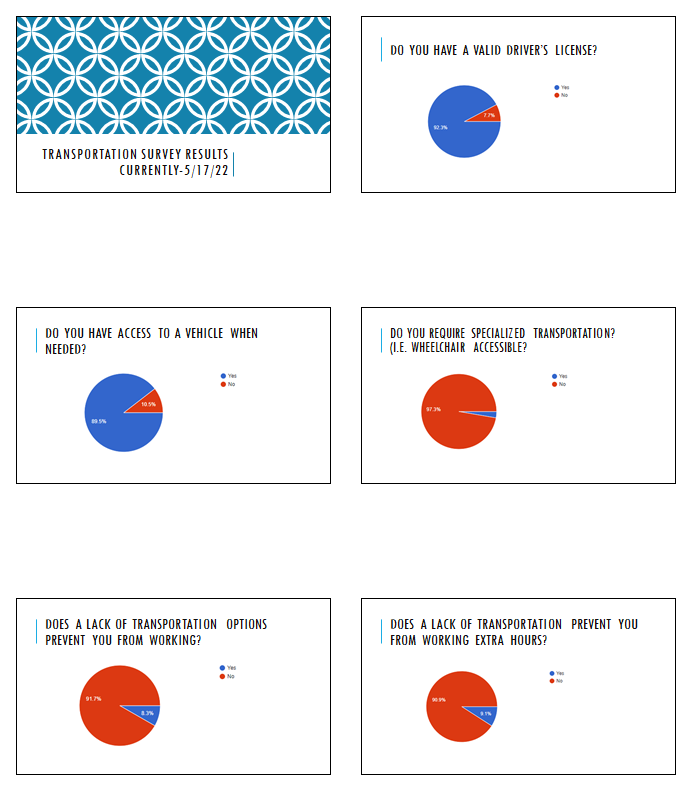 TRANSPORTATION SURVEY RESULTS
CURRENTLY-5/17/22
DO YOU HAVE A VALID DRIVER'S LICENSE?
Yes
No
7.7%
92.3%
DO YOU HAVE ACCESS TO A VEHICLE WHEN
NEEDED?
Yes
No
10.5%
89.5%
DO YOU REQUIRE SPECIALIZED TRANSPORTATION?
(I.E. WHEELCHAIR ACCESSIBLE?
Yes
No
97.3%
DOES A LACK OF TRANSPORTATION OPTIONS
PREVENT YOU FROM WORKING?
Yes
No
91.7%
8.3%
DOES A LACK OF TRANSPORTATION PREVENT YOU
FROM WORKING EXTRA HOURS?
Yes
No
9.1%